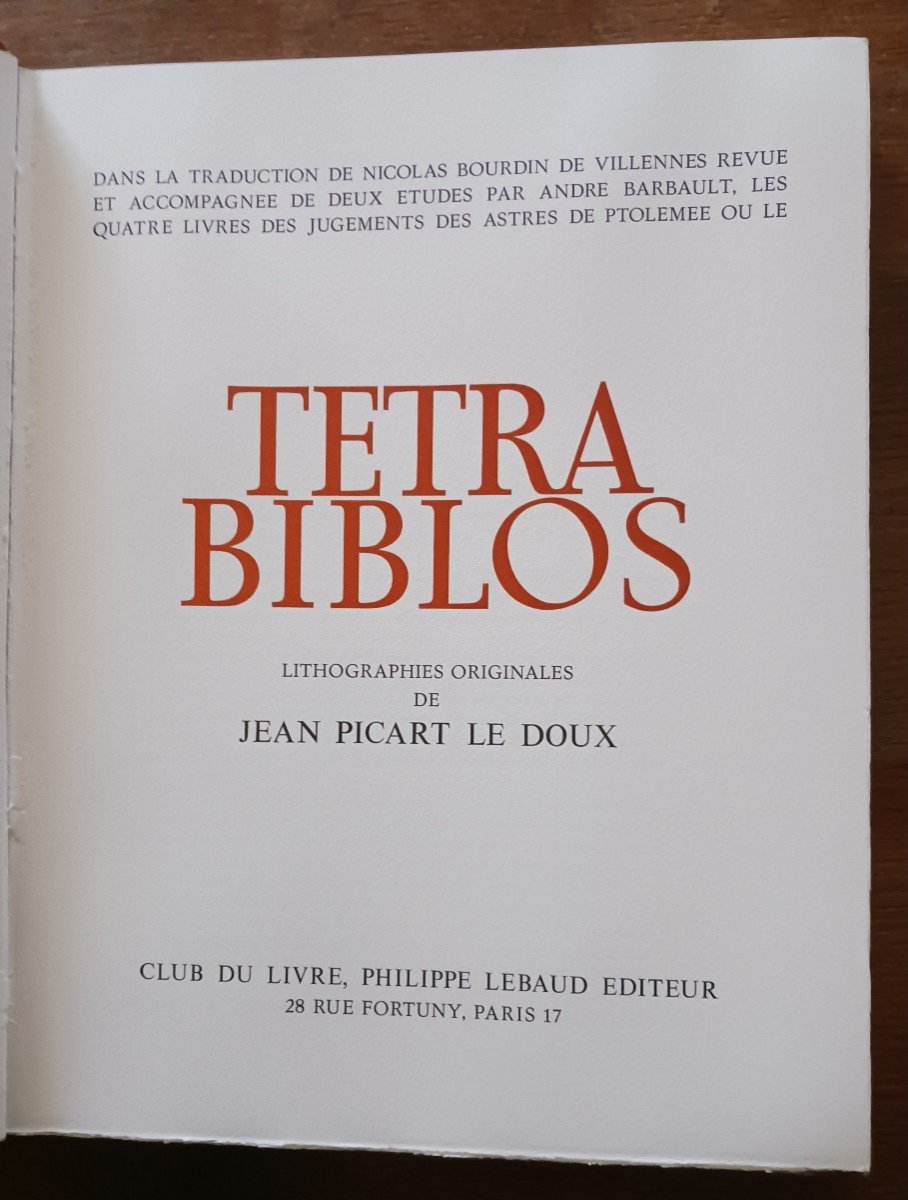 DANS LA TRADUCTION DE NICOLAS BOURDIN DE VILLENNES REVUE
ET ACCOMPAGNEE DE DEUX ETUDES PAR ANDRE BARBAULT, LES
QUATRE LIVRES DES JUGEMENTS DES ASTRES DE PTOLEMEE OU LE
TETRA
BIBLOS
LITHOGRAPHIES ORIGINALES
DE
JEAN PICART LE DOUX
CLUB DU LIVRE, PHILIPPE LEBAUD EDITEUR
28 RUE FORTUNY, PARIS 17